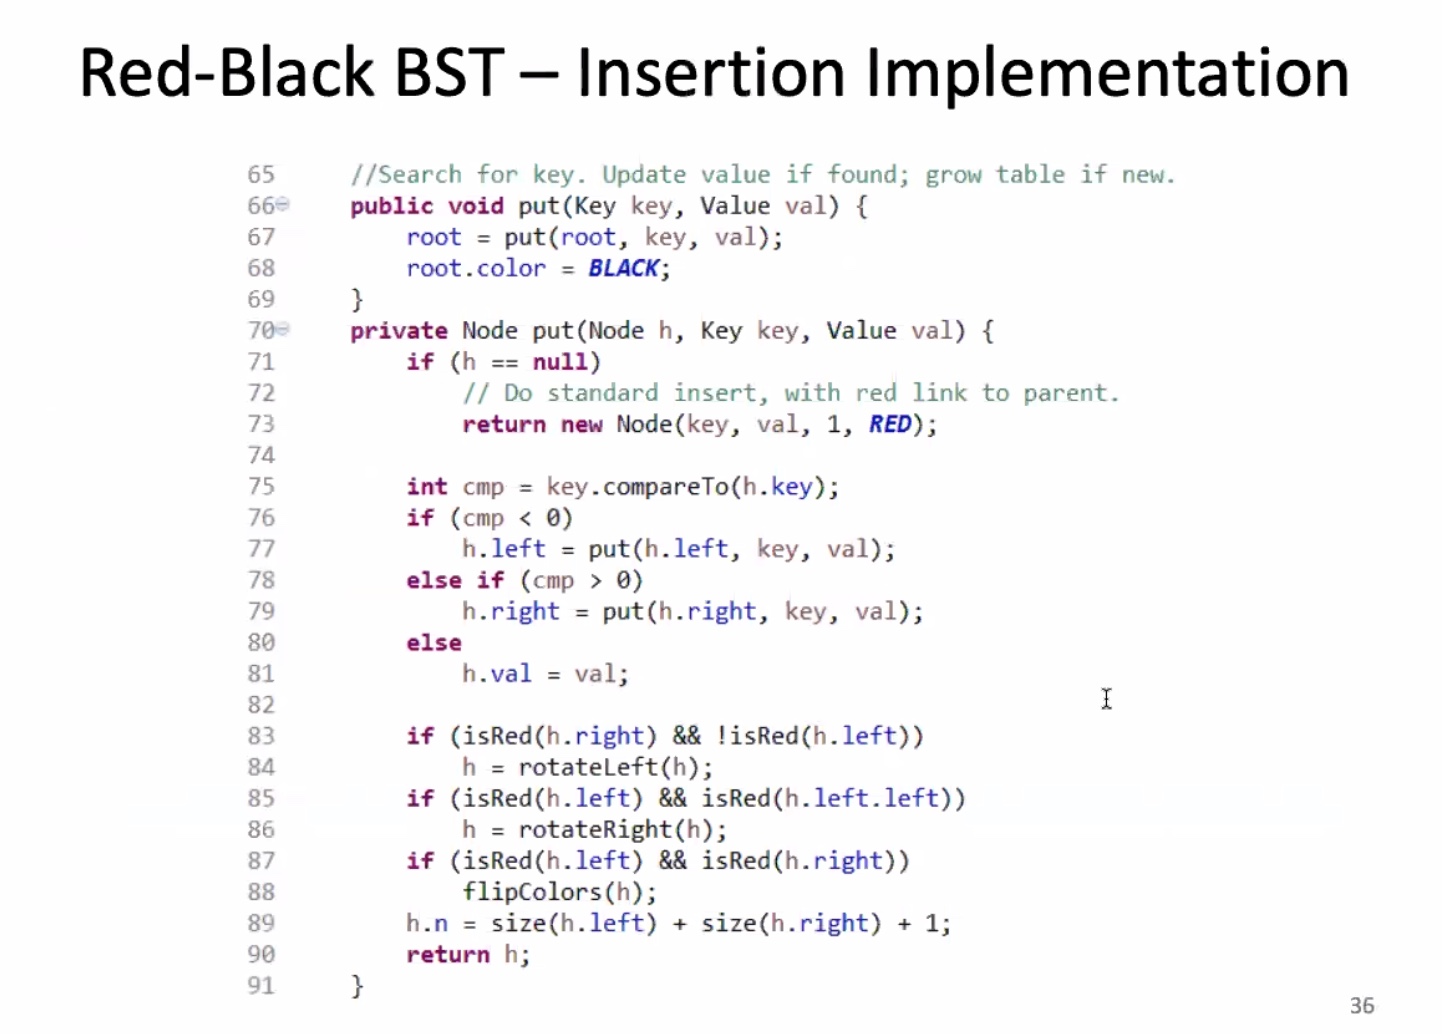 Red-Black BST – Insertion Implementation
65 //Search for key. Update value if found; grow table if new.
66 public void put(Key key, Value val) {
67 root = put(root, key, val);
68 root.color = BLACK;
69 }
70 private Node put(Node h, Key key, Value val) {
71 if (h == null)
72 // Do standard insert, with red link to parent.
73 return new Node(key, val, 1, RED);
74
75 int cmp = key.compareTo(h.key);
76 if (cmp < 0)
77 h.left = put(h.left, key, val);
78 else if (cmp > 0)
79 h.right = put(h.right, key, val);
80 else
81 h.val = val;
82
83 if (isRed(h.right) && !isRed(h.left))
84 h = rotateLeft(h);
85 if (isRed(h.left) && isRed(h.left.left))
86 h = rotateRight(h);
87 if (isRed(h.left) && isRed(h.right))
88 flipColors(h);
89 h.n = size(h.left) + size(h.right) + 1;
90 return h;
91 }
36